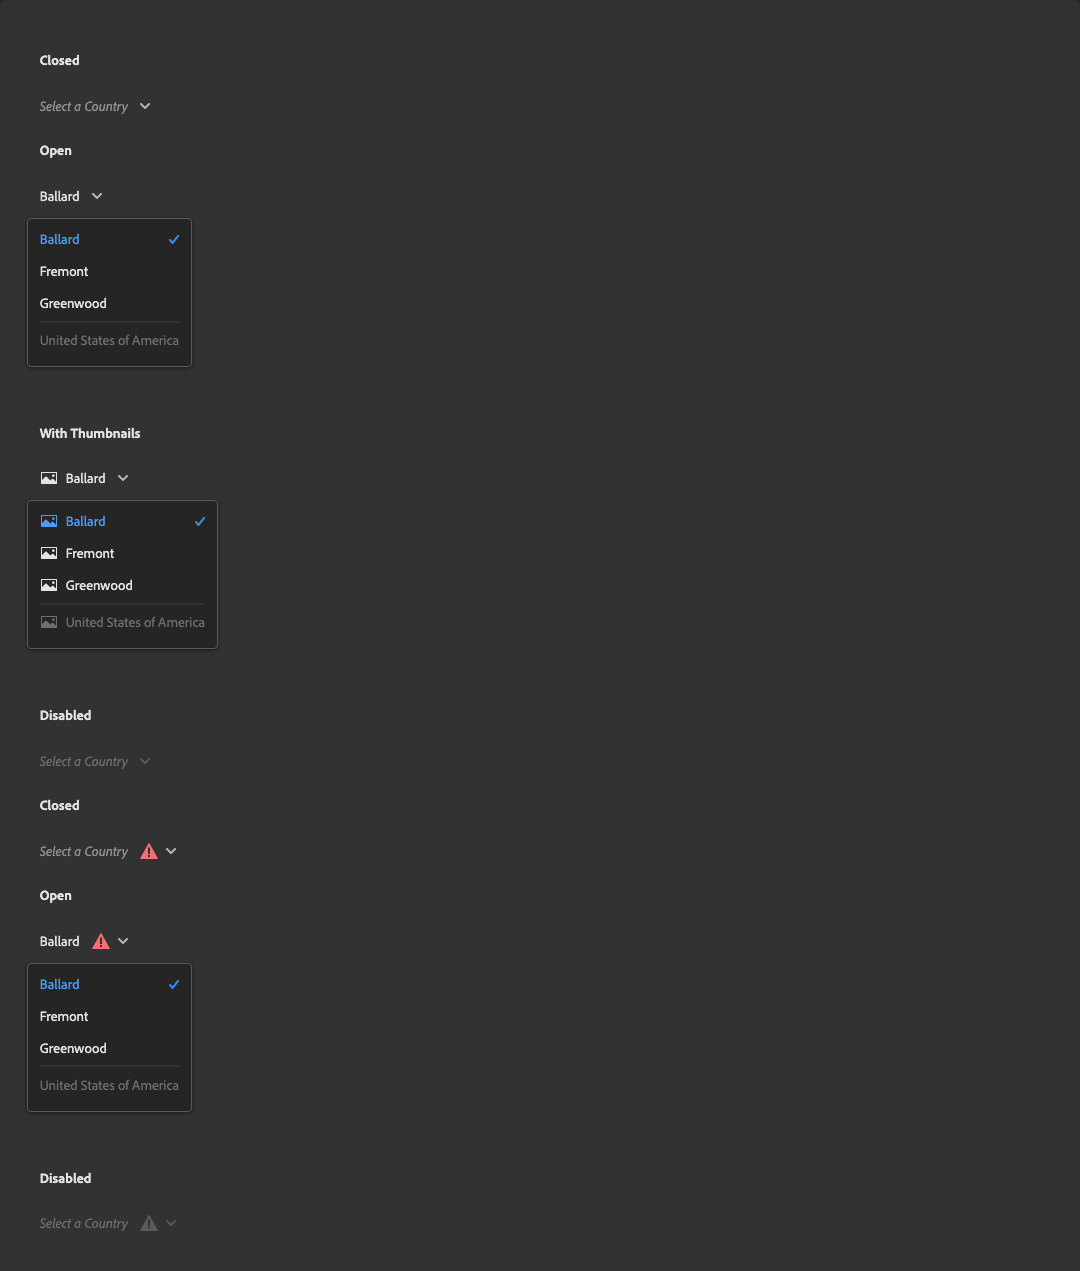 Closed
Select a Country
Open
Ballard
Ballard
Fremont
Greenwood
United States of America
With Thumbnails
Ballard
Ballard
Fremont
Greenwood
United States of America
Disabled
Select a Country
Closed
Select a Country
Open
Ballard
Ballard
Fremont
Greenwood
United States of America
Disabled
Select a Country